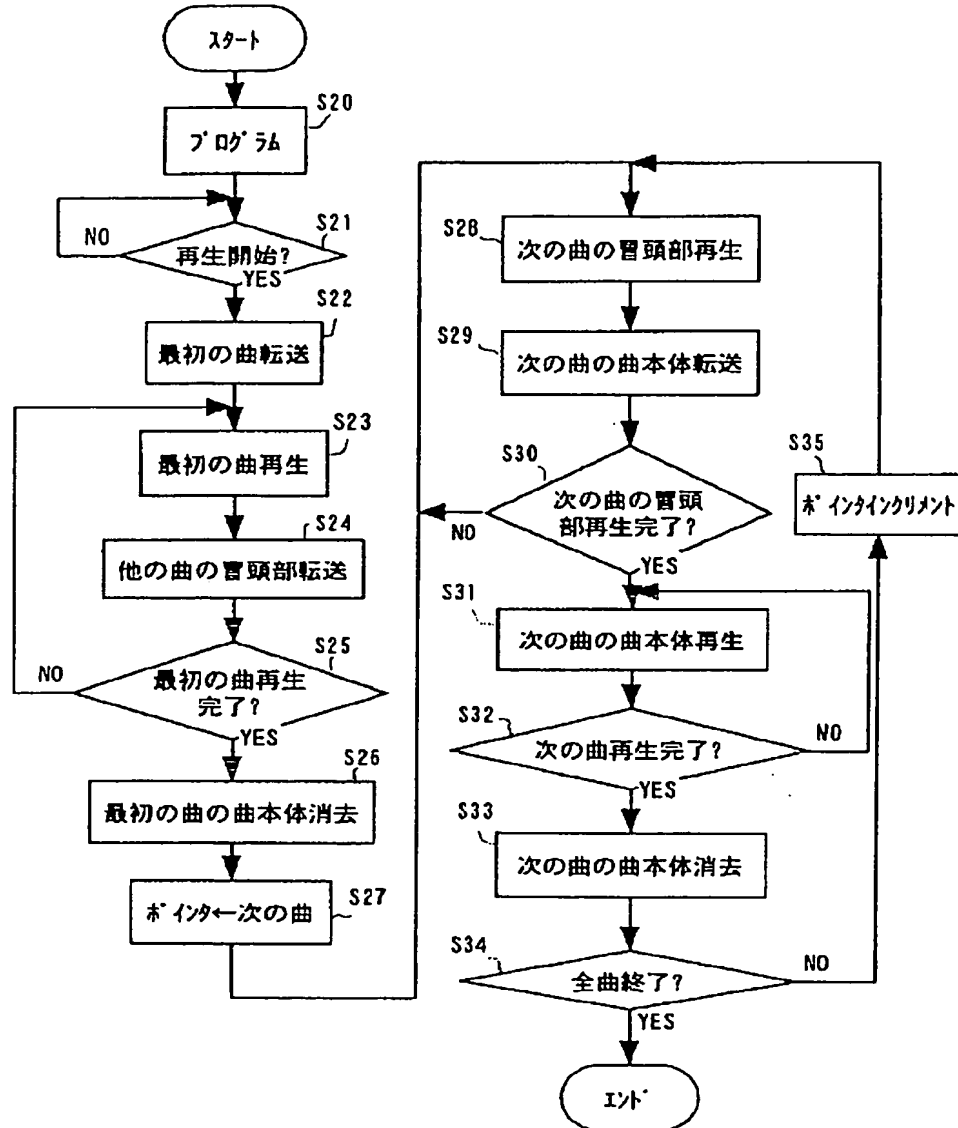 スタート
S20
プログラム
S21
再生開始?
NO
YES
S22
最初の曲転送
S23
最初の曲再生
S24
他の曲の冒頭部転送
S25
最初の曲再生
完了?
NO
YES
S26
最初の曲の曲本体消去
S27
ポインタ←次の曲
S28
次の曲の冒頭部再生
S29
次の曲の曲本体転送
S30
次の曲の冒頭
部再生完了?
NO
YES
S31
次の曲の曲本体再生
S32
次の曲再生完了?
NO
YES
S33
次の曲の曲本体消去
S34
全曲終了?
NO
YES
S35
ポインタインクリメント
エンド